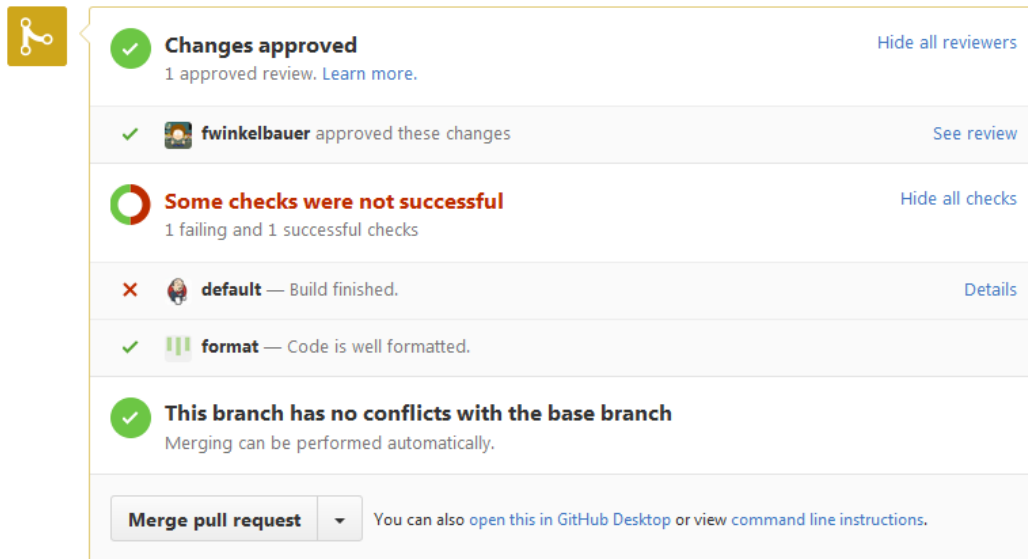 Changes approved
Hide all reviewers
1 approved review. Learn more.
fwinkelbauer approved these changes
See review
Some checks were not successful
Hide all checks
1 failing and 1 successful checks
default — Build finished.
Details
format — Code is well formatted.
This branch has no conflicts with the base branch
Merging can be performed automatically.
Merge pull request
You can also open this in GitHub Desktop or view command line instructions.